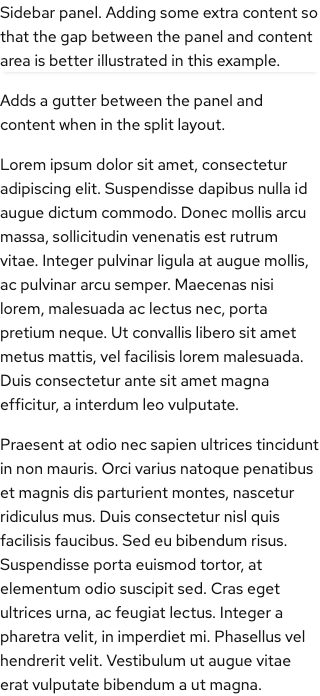 Sidebar panel. Adding some extra content so
that the gap between the panel and content
area is better illustrated in this example.
Adds a gutter between the panel and
content when in the split layout.
Lorem ipsum dolor sit amet, consectetur
adipiscing elit. Suspendisse dapibus nulla id
augue dictum commodo. Donec mollis arcu
massa, sollicitudin venenatis est rutrum
vitae. Integer pulvinar ligula at augue mollis,
ac pulvinar arcu semper. Maecenas nisi
lorem, malesuada ac lectus nec, porta
pretium neque. Ut convallis libero sit amet
metus mattis, vel facilisis lorem malesuada.
Duis consectetur ante sit amet magna
efficitur, a interdum leo vulputate.
Praesent at odio nec sapien ultrices tincidunt
in non mauris. Orci varius natoque penatibus
et magnis dis parturient montes, nascetur
ridiculus mus. Duis consectetur nisl quis
facilisis faucibus. Sed eu bibendum risus.
Suspendisse porta euismod tortor, at
elementum odio suscipit sed. Cras eget
ultrices urna, ac feugiat lectus. Integer a
pharetra velit, in imperdiet mi. Phasellus vel
hendrerit velit. Vestibulum ut augue vitae
erat vulputate bibendum a ut magna.